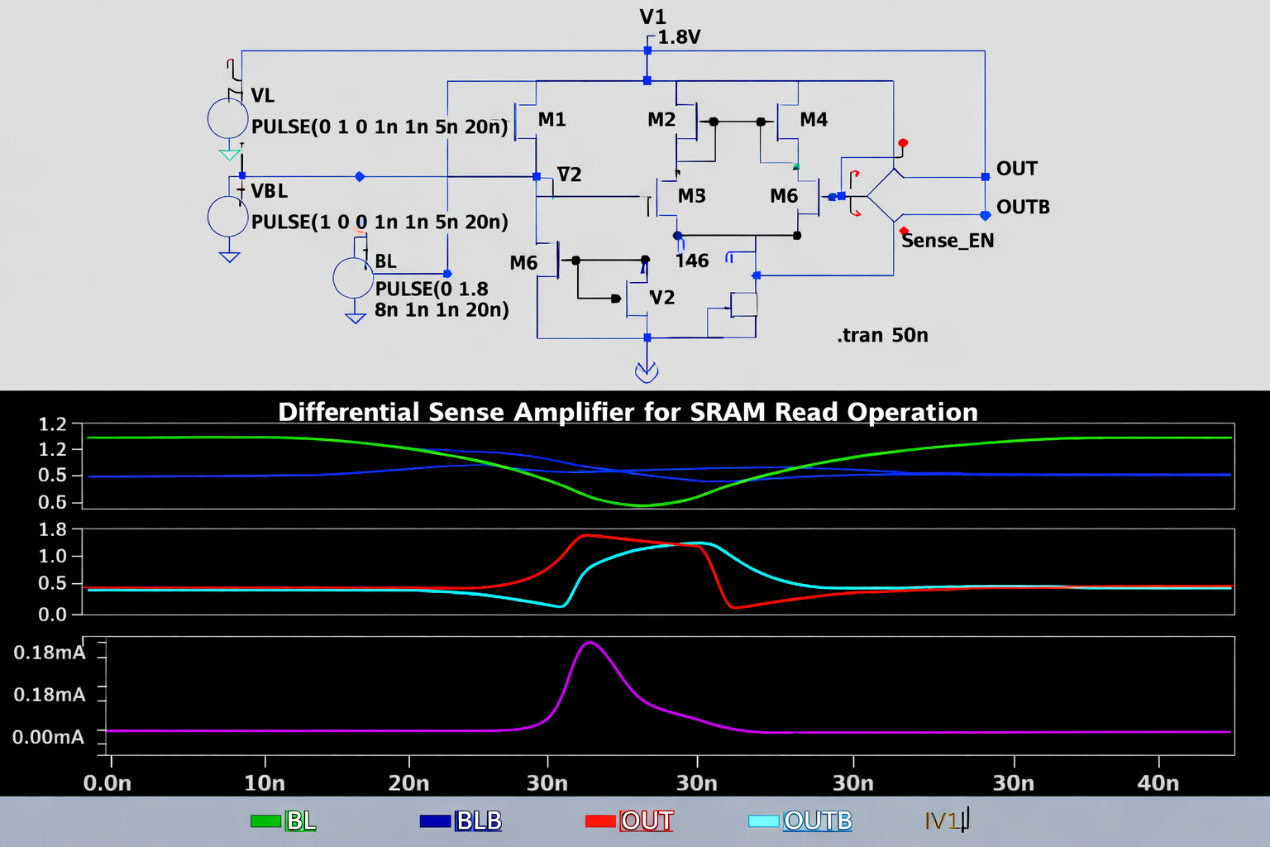 V1
1.8V
VL
PULSE(0 1 0 1n 1n 5n 20n)
M1
M2
M4
V2
VBL
M5
M6
OUT
PULSE(1 0 0 1n 1n 5n 20n)
OUTB
Sense_EN
BL
M6
146
PULSE(0 1.8
8n 1n 1n 20n)
V2
.tran 50n
Differential Sense Amplifier for SRAM Read Operation
1.2
1.2
0.5
0.5
1.8
1.0
0.5
0.0
0.18mA
0.18mA
0.00mA
0.0n 10n 20n 30n 30n 30n 30n 40n
BL BLB OUT OUTB IV1